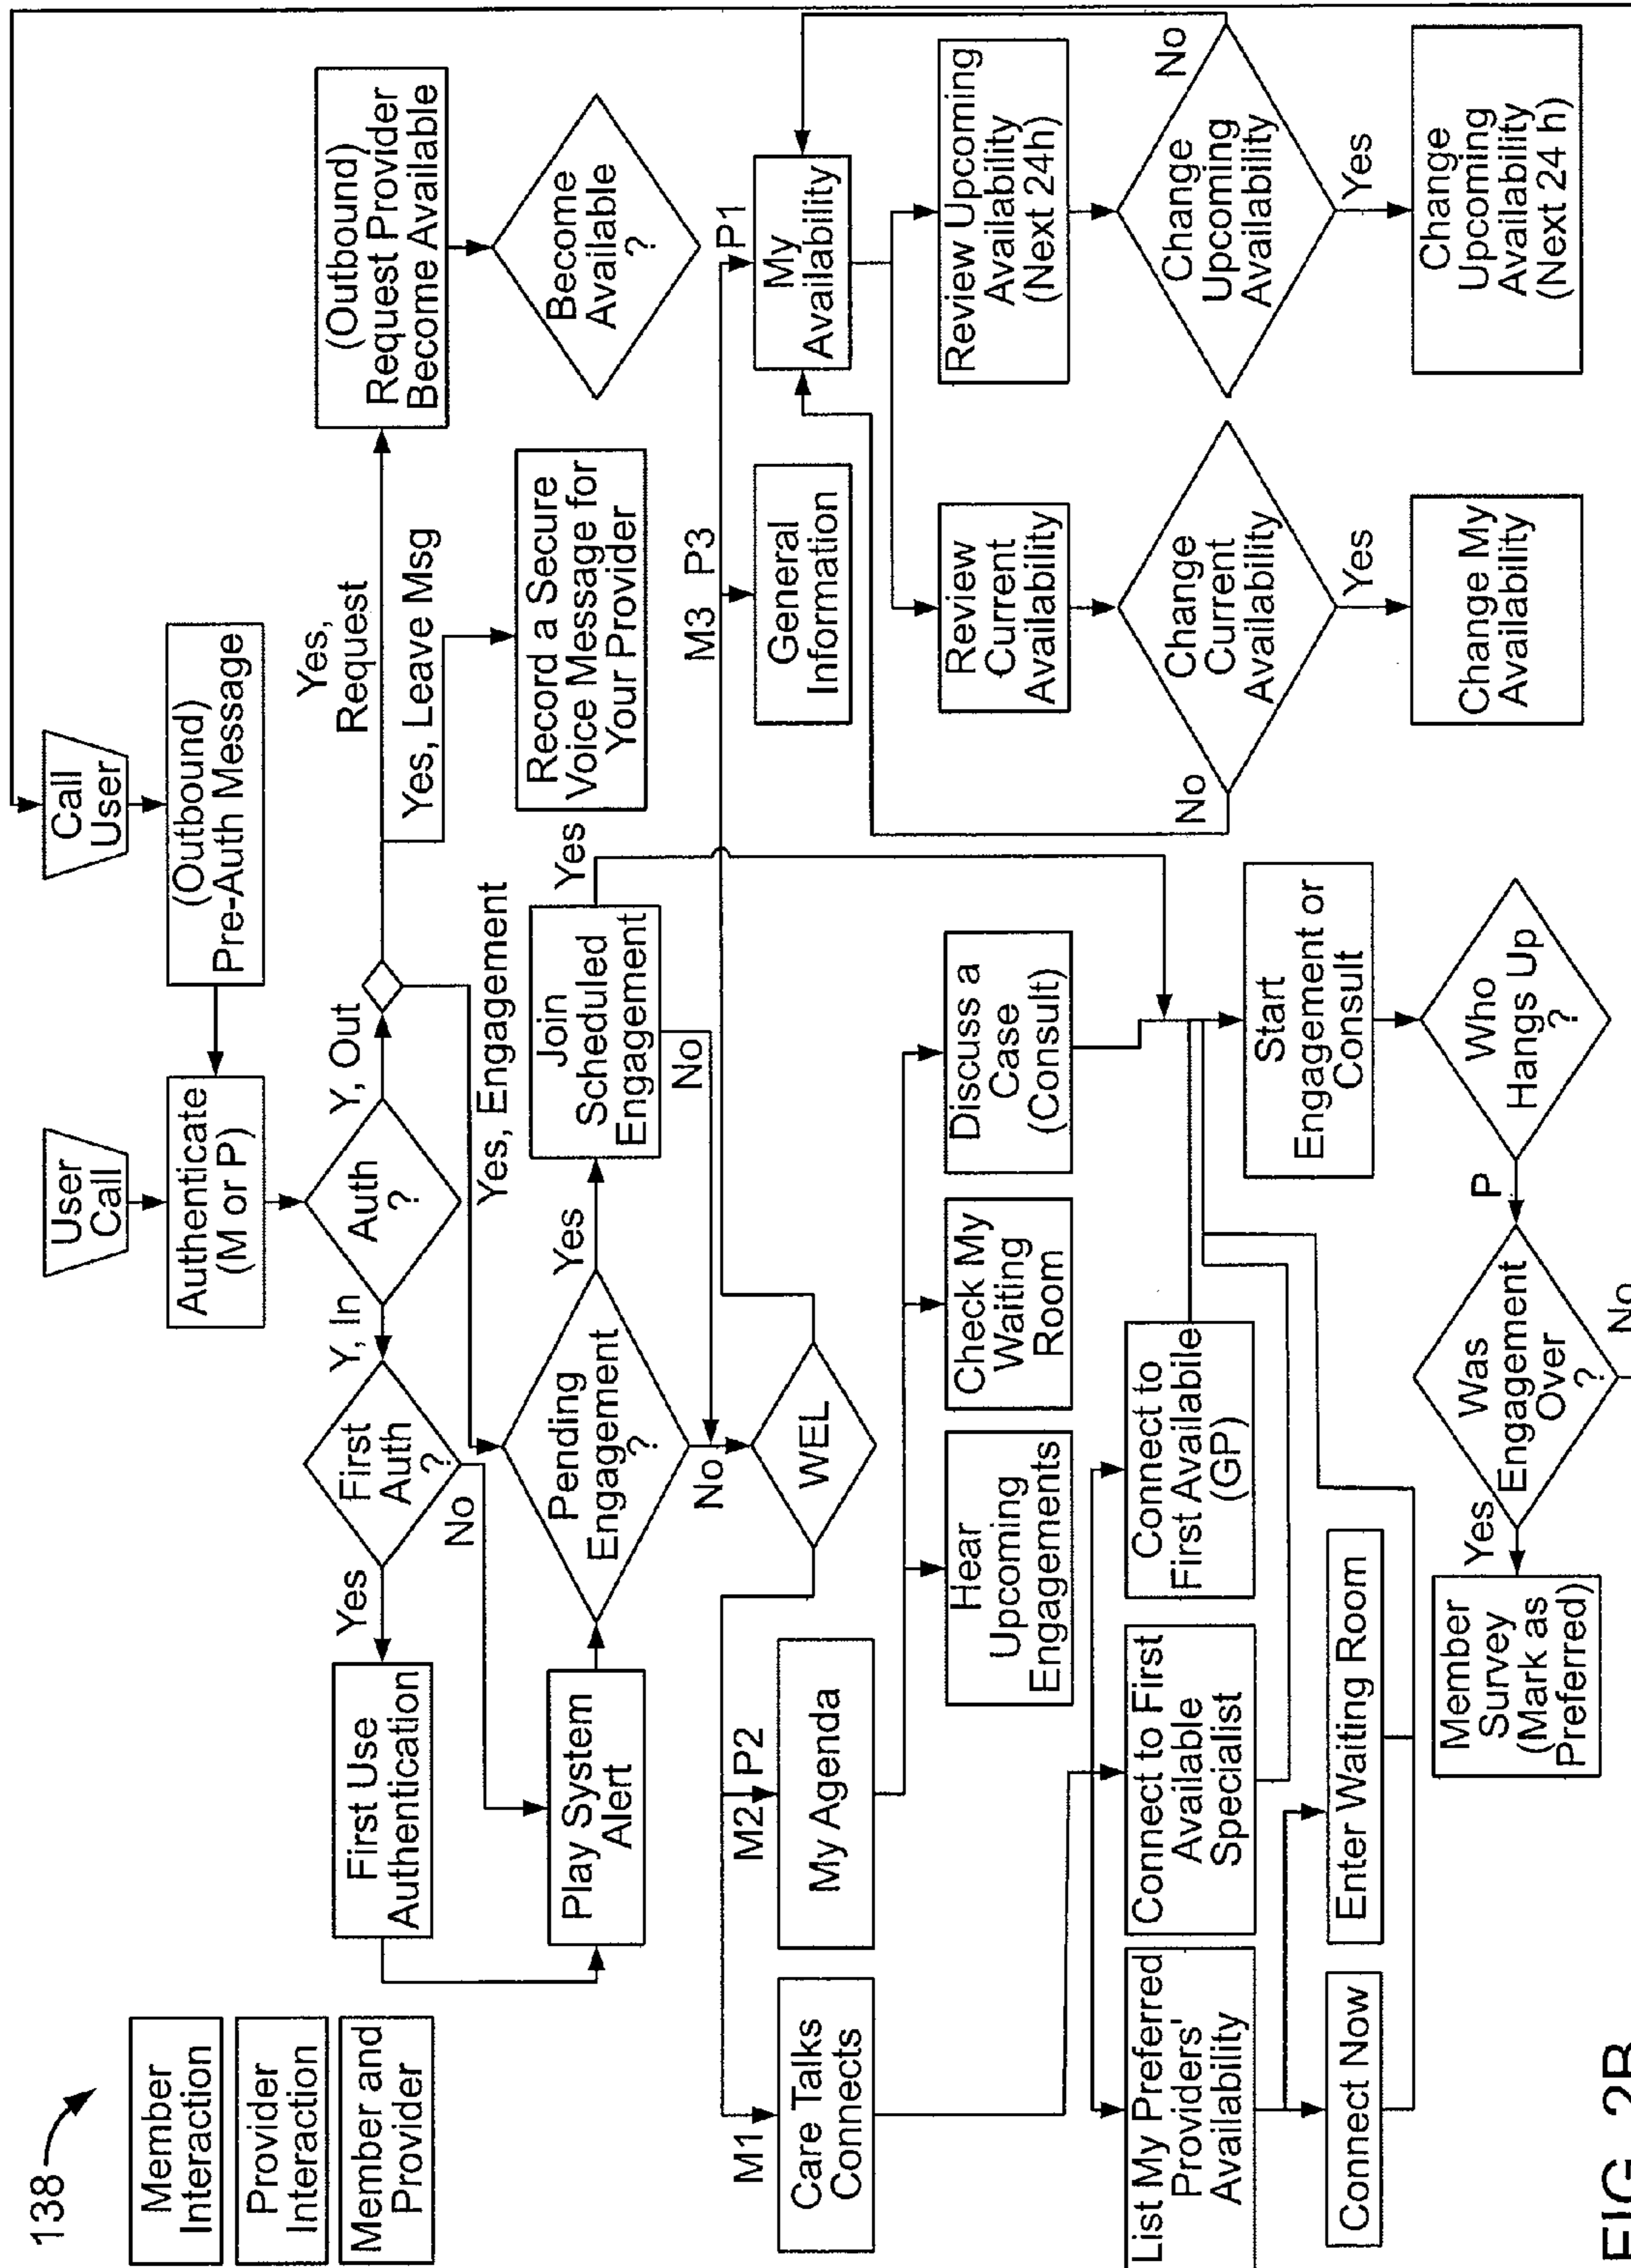 138
Member
Interaction
Provider
Interaction
Member and
Provider
User
Call
Call
User
Authenticate
(M or P)
(Outbound)
Pre-Auth Message
First Use
Authentication
Yes
First
Auth
?
Y, In
Auth
?
Y, Out
Yes,
Request
(Outbound)
Request Provider
Become Available
Yes, Leave Msg
No
Yes, Engagement
Play System
Alert
Pending
Engagement
?
Yes
Join
Scheduled
Engagement
Yes
Record a Secure
Voice Message for
Your Provider
Become
Available
?
No
No
M1
M2
P2
M3
P3
P1
Care Talks
Connects
My Agenda
WEL
General
Information
My
Availability
Hear
Upcoming
Engagements
Check My
Waiting
Room
Discuss a
Case
(Consult)
Review
Current
Availability
Review Upcoming
Availability
(Next 24h)
List My Preferred
Providers'
Availability
Connect to First
Available
Specialist
Connect to
First Availabile
(GP)
No
Change
Current
Availability
No
Change
Upcoming
Availability
Connect Now
Enter Waiting Room
Start
Engagement or
Consult
Yes
Yes
Change My
Availability
Change
Upcoming
Availability
(Next 24 h)
Member
Survey
(Mark as
Preferred)
Yes
Was
Engagement
Over
?
P
Who
Hangs Up
?
No
FIG. 2B